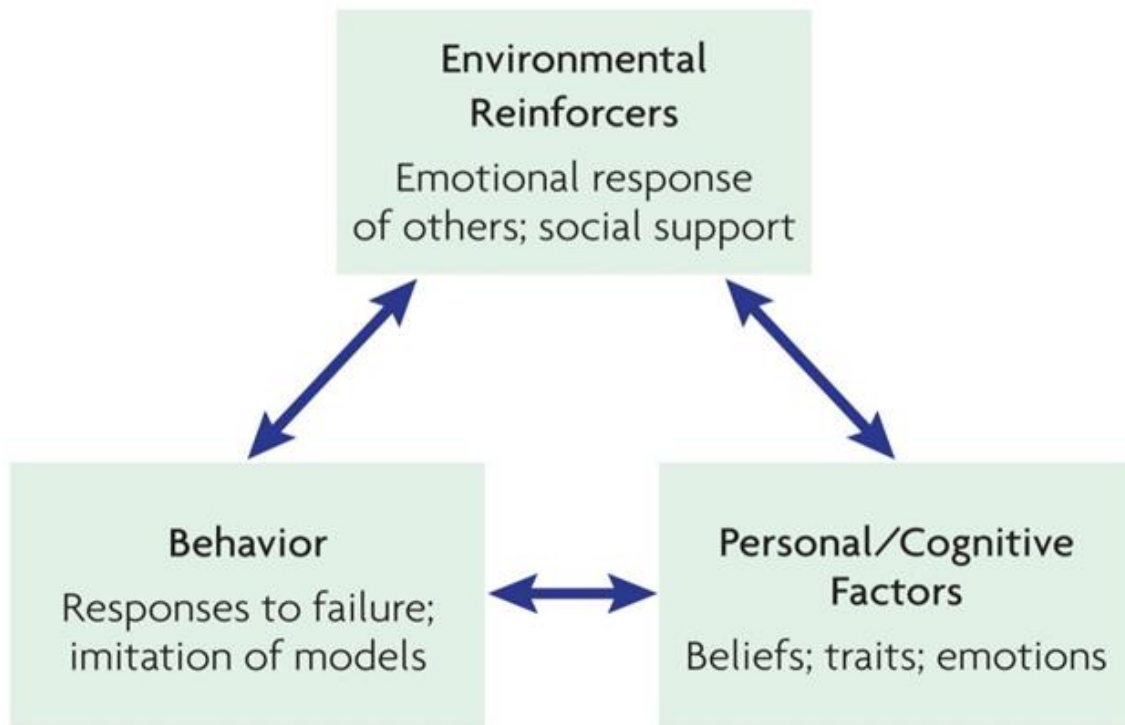 Environmental
Reinforcers
Emotional response
of others; social support
Behavior
Responses to failure;
imitation of models
Personal/Cognitive
Factors
Beliefs; traits; emotions